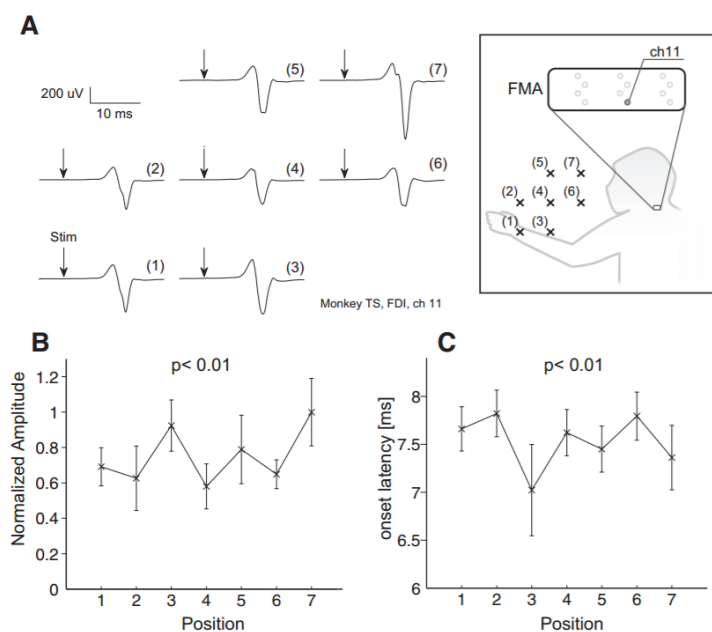 A
200 uV
10 ms
(5)
(7)
(2)
(4)
(6)
Stim
(1)
(3)
Monkey TS, FDI, ch 11
ch11
FMA
(5) (7)
(2) (4) (6)
(1) (3)
B
p< 0.01
Normalized Amplitude
1.2
1
0.8
0.6
0.4
0.2
0
1 2 3 4 5 6 7
Position
C
p< 0.01
onset latency [ms]
8
7.5
7
6.5
6
1 2 3 4 5 6 7
Position